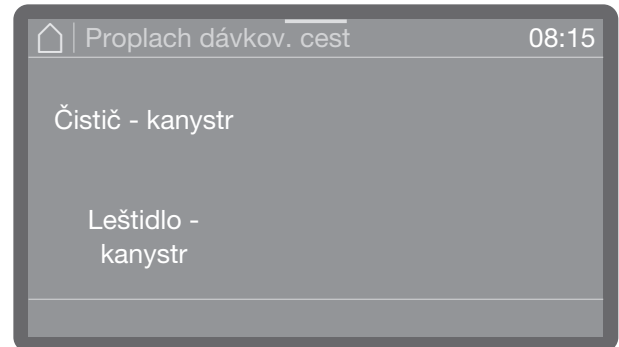 Proplach dávkov. cest 08:15
Čistič - kanystr
Leštidlo -
kanystr